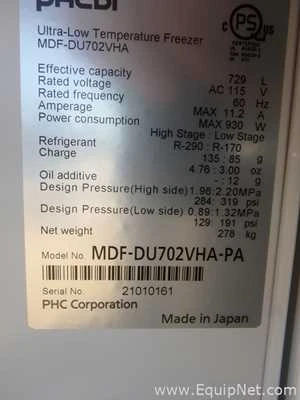 PHCbi
Ultra-Low Temperature Freezer
MDF-DU702VHA
Effective capacity 729 L
Rated voltage AC 115 V
Rated frequency 60 Hz
Amperage MAX 11.2 A
Power consumption MAX 930 W
High Stage : Low Stage
Refrigerant R-290 : R-170
Charge 135 : 85 g
4.76 : 3.00 oz
Oil additive - : 12 g
Design Pressure(High side) 1.96:2.20MPa
284: 319 psi
Design Pressure(Low side) 0.89:1.32MPa
129: 191 psi
Net weight 278 kg
Model No. MDF-DU702VHA-PA
Serial No. 21010161
PHC Corporation
Made in Japan
www.EquipNet.com